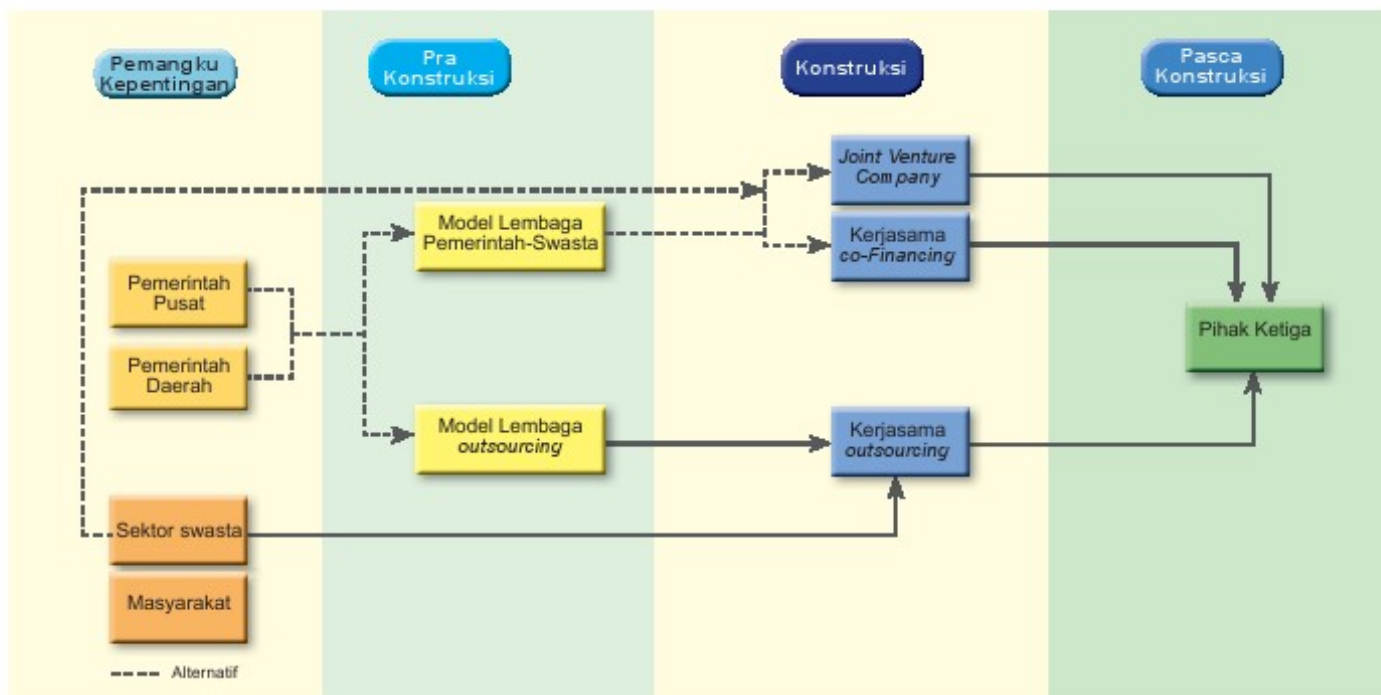 Pemangku
Kepentingan
Pra
Konstruksi
Konstruksi
Pasca
Konstruksi
Joint Venture
Company
Model Lembaga
Pemerintah-Swasta
Kerjasama
co-Financing
Pemerintah
Pusat
Pihak Ketiga
Pemerintah
Daerah
Model Lembaga
outsourcing
Kerjasama
outsourcing
Sektor swasta
Masyarakat
Alternatif